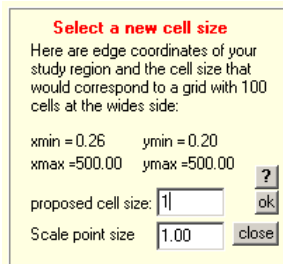 Select a new cell size
Here are edge coordinates of your
study region and the cell size that
would correspond to a grid with 100
cells at the wides side:
xmin = 0.26 ymin = 0.20
xmax =500.00 ymax =500.00
?
proposed cell size: 1 ok
Scale point size 1.00 close